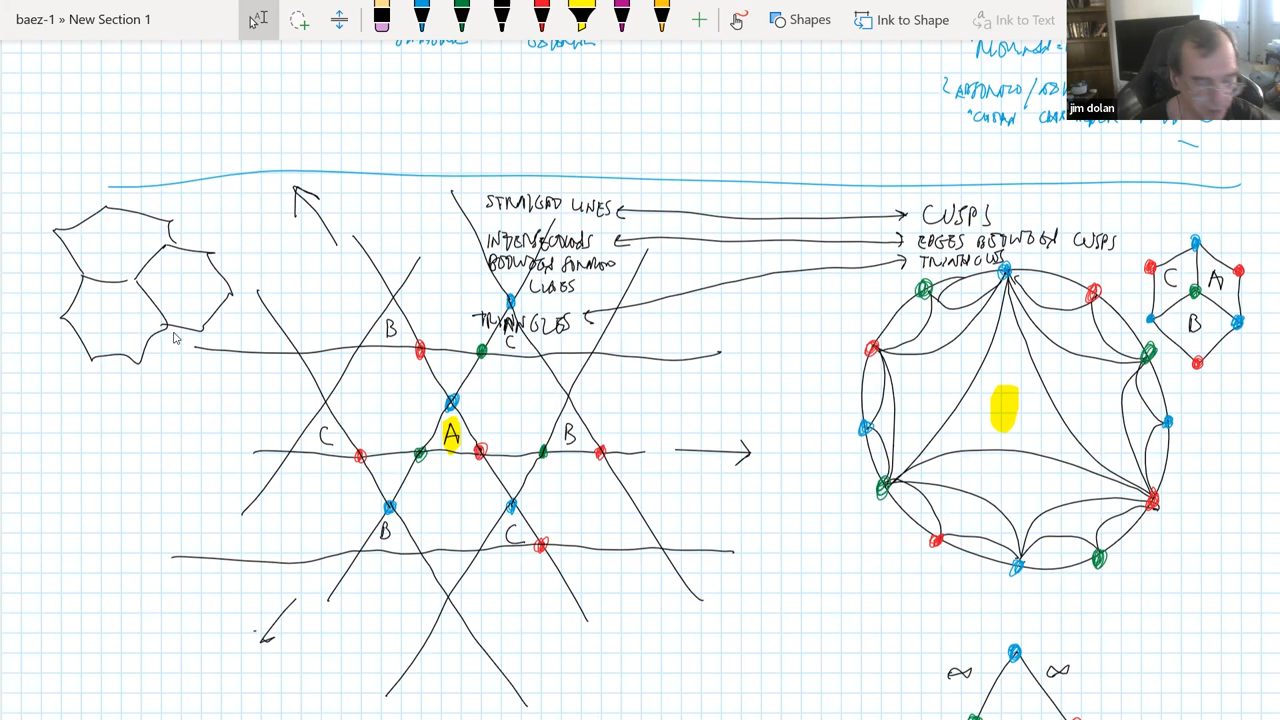 baez-1 » New Section 1
Shapes
Ink to Shape
Ink to Text
jim dolan
STRAIGHT LINES
CUSPS
INTERSECTIONS
EDGES BETWEEN CUSPS
BETWEEN STRAIGHT
TRIANGLES
LINES
TRIANGLES
C
C A
B
B
A
B
C
B
C
∞ ∞